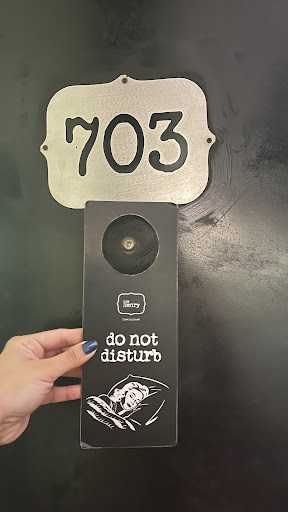 703
the
henry
do not
disturb